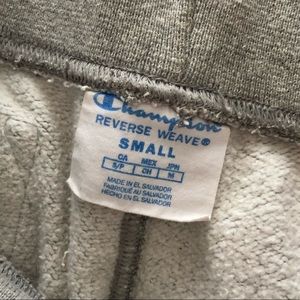 Champion
REVERSE WEAVE®
SMALL
CA MEX JPN
S/P CH M
MADE IN EL SALVADOR
FABRIQUÉ AU SALVADOR
HECHO EN EL SALVADOR